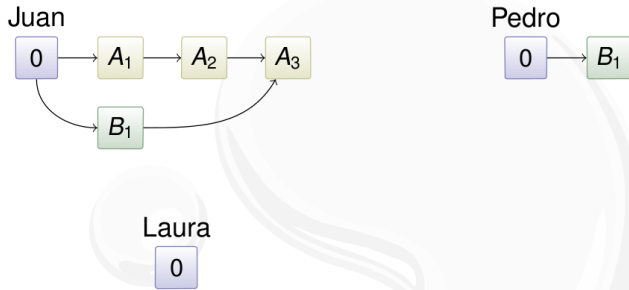 Juan
Pedro
0 A₁ A₂ A₃
0 B₁
B₁
Laura
0